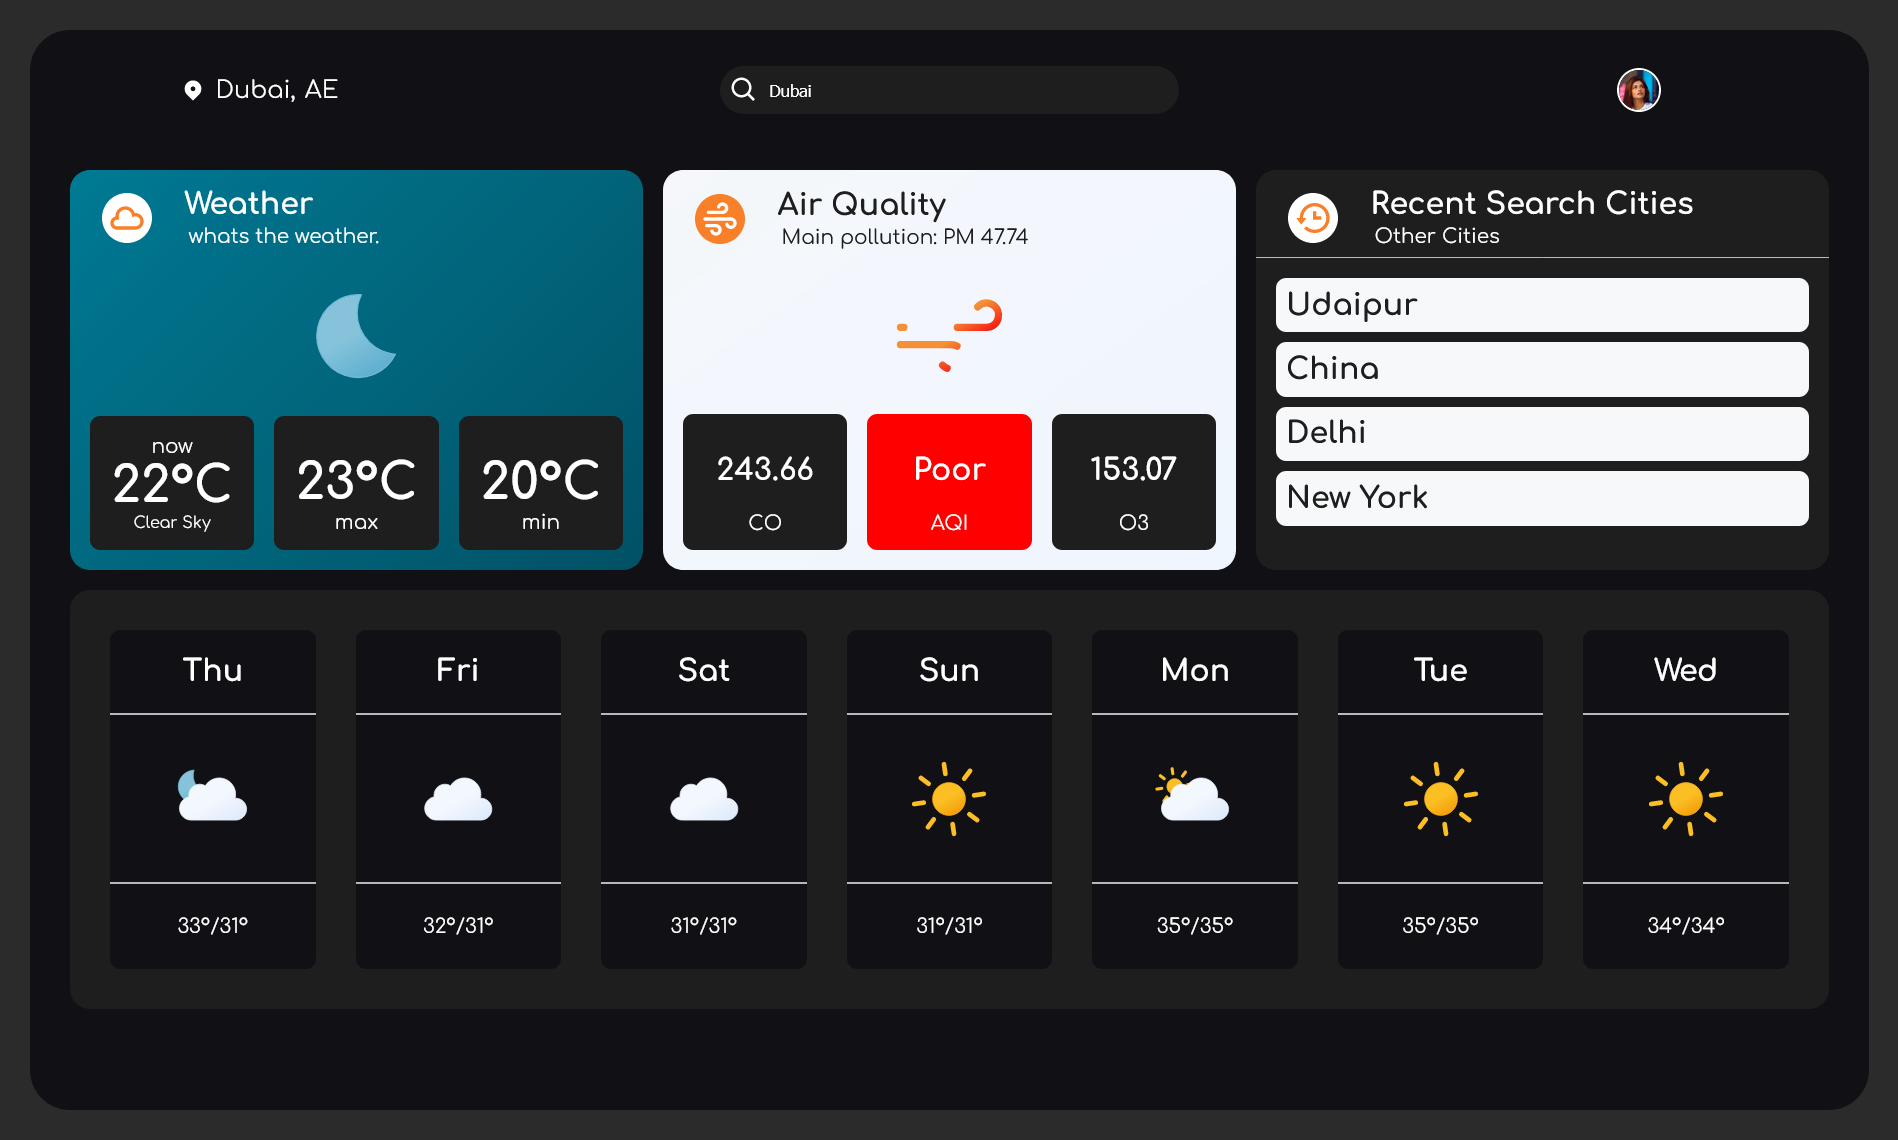 Dubai, AE
Dubai
Weather
whats the weather.
now
22°C
Clear Sky
23°C
max
20°C
min
Air Quality
Main pollution: PM 47.74
243.66
CO
Poor
AQI
153.07
O3
Recent Search Cities
Other Cities
Udaipur
China
Delhi
New York
Thu
33°/31°
Fri
32°/31°
Sat
31°/31°
Sun
31°/31°
Mon
35°/35°
Tue
35°/35°
Wed
34°/34°